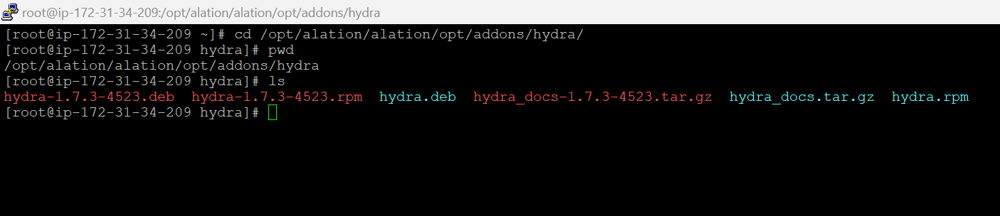 root@ip-172-31-34-209:/opt/alation/alation/opt/addons/hydra
[root@ip-172-31-34-209 ~]# cd /opt/alation/alation/opt/addons/hydra/
[root@ip-172-31-34-209 hydra]# pwd
/opt/alation/alation/opt/addons/hydra
[root@ip-172-31-34-209 hydra]# ls
hydra-1.7.3-4523.deb  hydra-1.7.3-4523.rpm  hydra.deb  hydra_docs-1.7.3-4523.tar.gz  hydra_docs.tar.gz  hydra.rpm
[root@ip-172-31-34-209 hydra]#